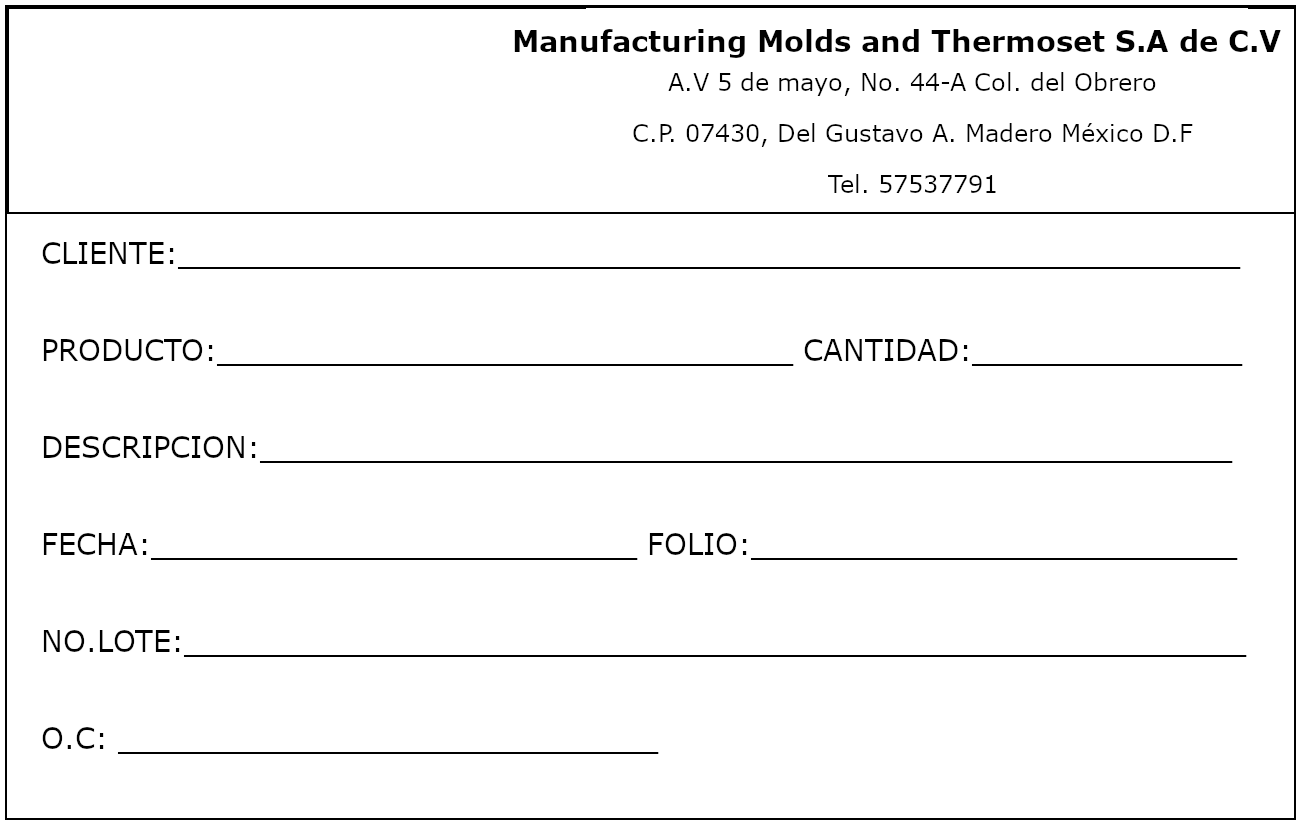 Manufacturing Molds and Thermoset S.A de C.V
A.V 5 de mayo, No. 44-A Col. del Obrero
C.P. 07430, Del Gustavo A. Madero México D.F
Tel. 57537791
CLIENTE:
PRODUCTO: CANTIDAD:
DESCRIPCION:
FECHA: FOLIO:
NO.LOTE:
O.C: